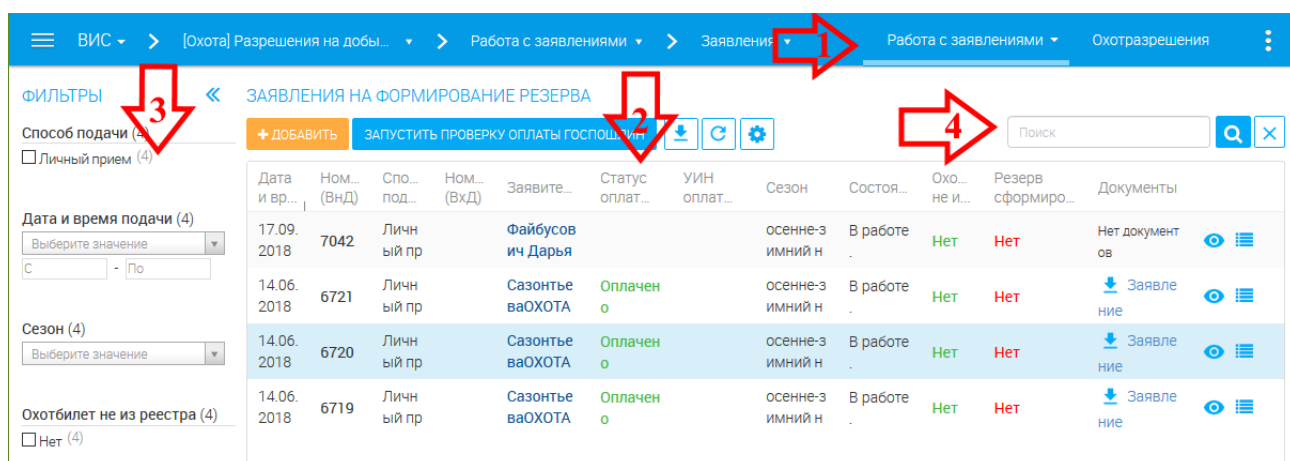 ВИС [Охота] Разрешения на добы... Работа с заявлениями Заявления 1 Работа с заявлениями Охотразрешения
ФИЛЬТРЫ 3 ЗАЯВЛЕНИЯ НА ФОРМИРОВАНИЕ РЕЗЕРВА
Способ подачи (4) + ДОБАВИТЬ ЗАПУСТИТЬ ПРОВЕРКУ ОПЛАТЫ ГОСПОШЛИН 2 4 Поиск
Личный прием (4)
Дата и вр... Ном... (ВнД) Спо... под... Ном... (ВхД) Заявите... Статус оплат... УИН оплат... Сезон Состоя... Охо... не и... Резерв сформиро... Документы
Дата и время подачи (4)
Выберите значение
С - По
17.09. Личн Файбусов осенне-з В работе Нет документ
7042 Нет Нет
2018 ый пр ич Дарья имний н . ов
14.06. Личн Сазонтье Оплачен осенне-з В работе Заявле
6721 Нет Нет
2018 ый пр ваОХОТА о имний н . ние
Сезон (4)
Выберите значение
14.06. Личн Сазонтье Оплачен осенне-з В работе Заявле
6720 Нет Нет
2018 ый пр ваОХОТА о имний н . ние
14.06. Личн Сазонтье Оплачен осенне-з В работе Заявле
6719 Нет Нет
2018 ый пр ваОХОТА о имний н . ние
Охотбилет не из реестра (4)
Нет (4)